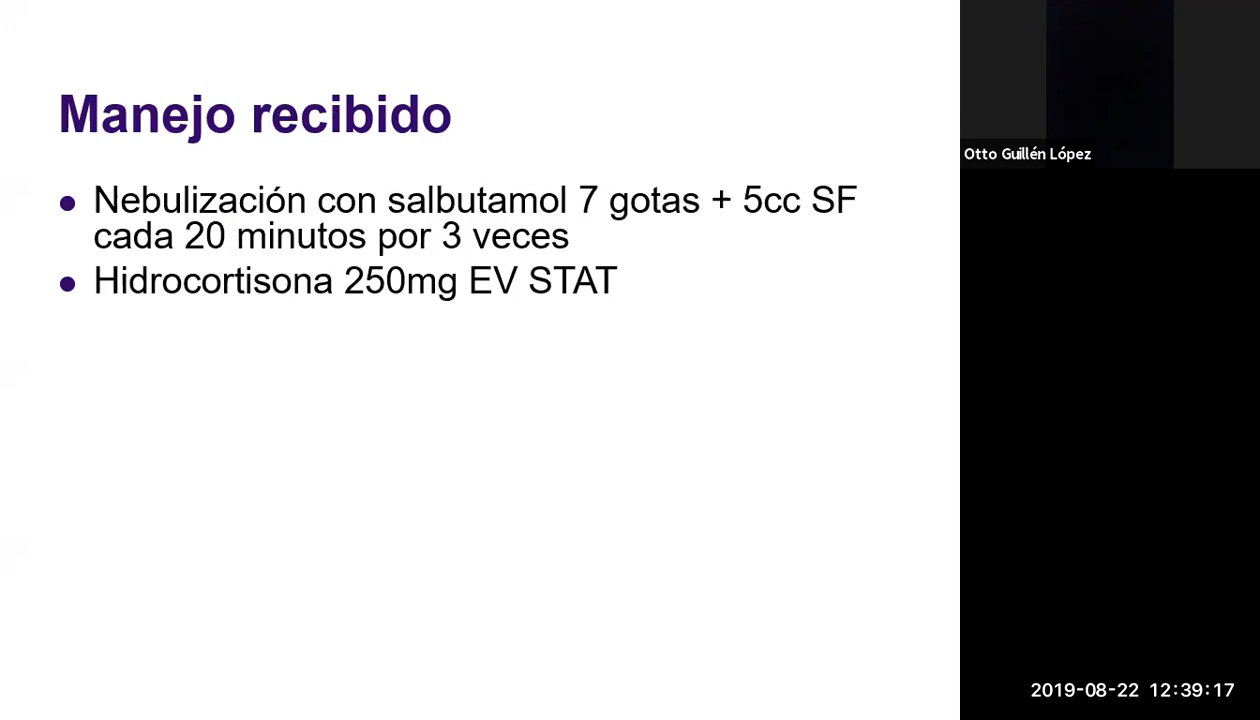 Manejo recibido
Nebulización con salbutamol 7 gotas + 5cc SF
cada 20 minutos por 3 veces
Hidrocortisona 250mg EV STAT
Otto Guillén López
2019-08-22 12:39:17